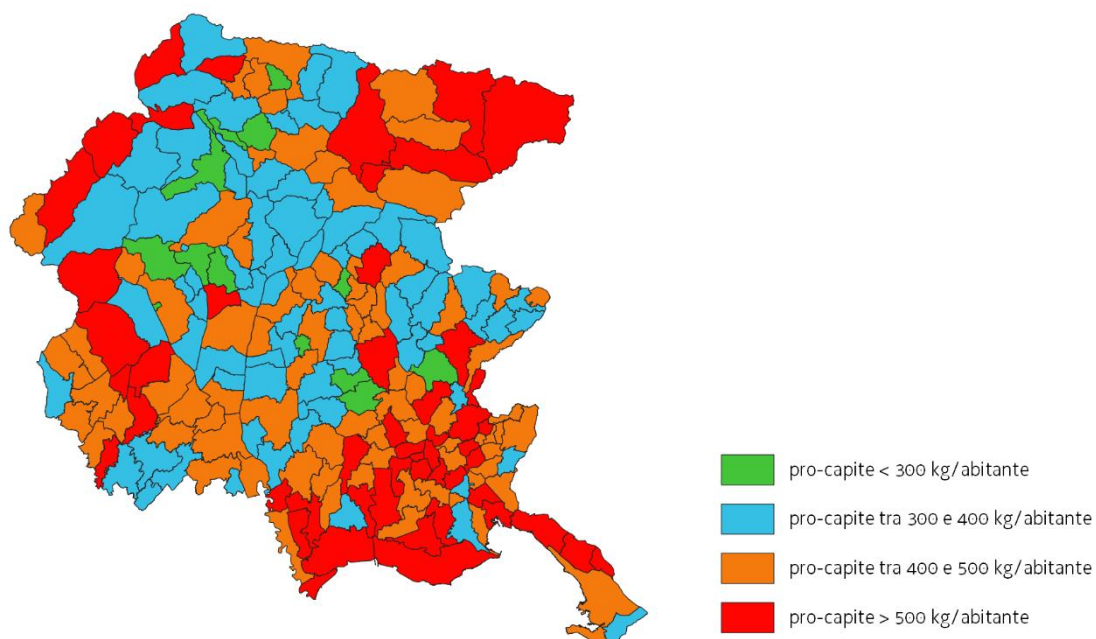 pro-capite < 300 kg/abitante
pro-capite tra 300 e 400 kg/abitante
pro-capite tra 400 e 500 kg/abitante
pro-capite > 500 kg/abitante